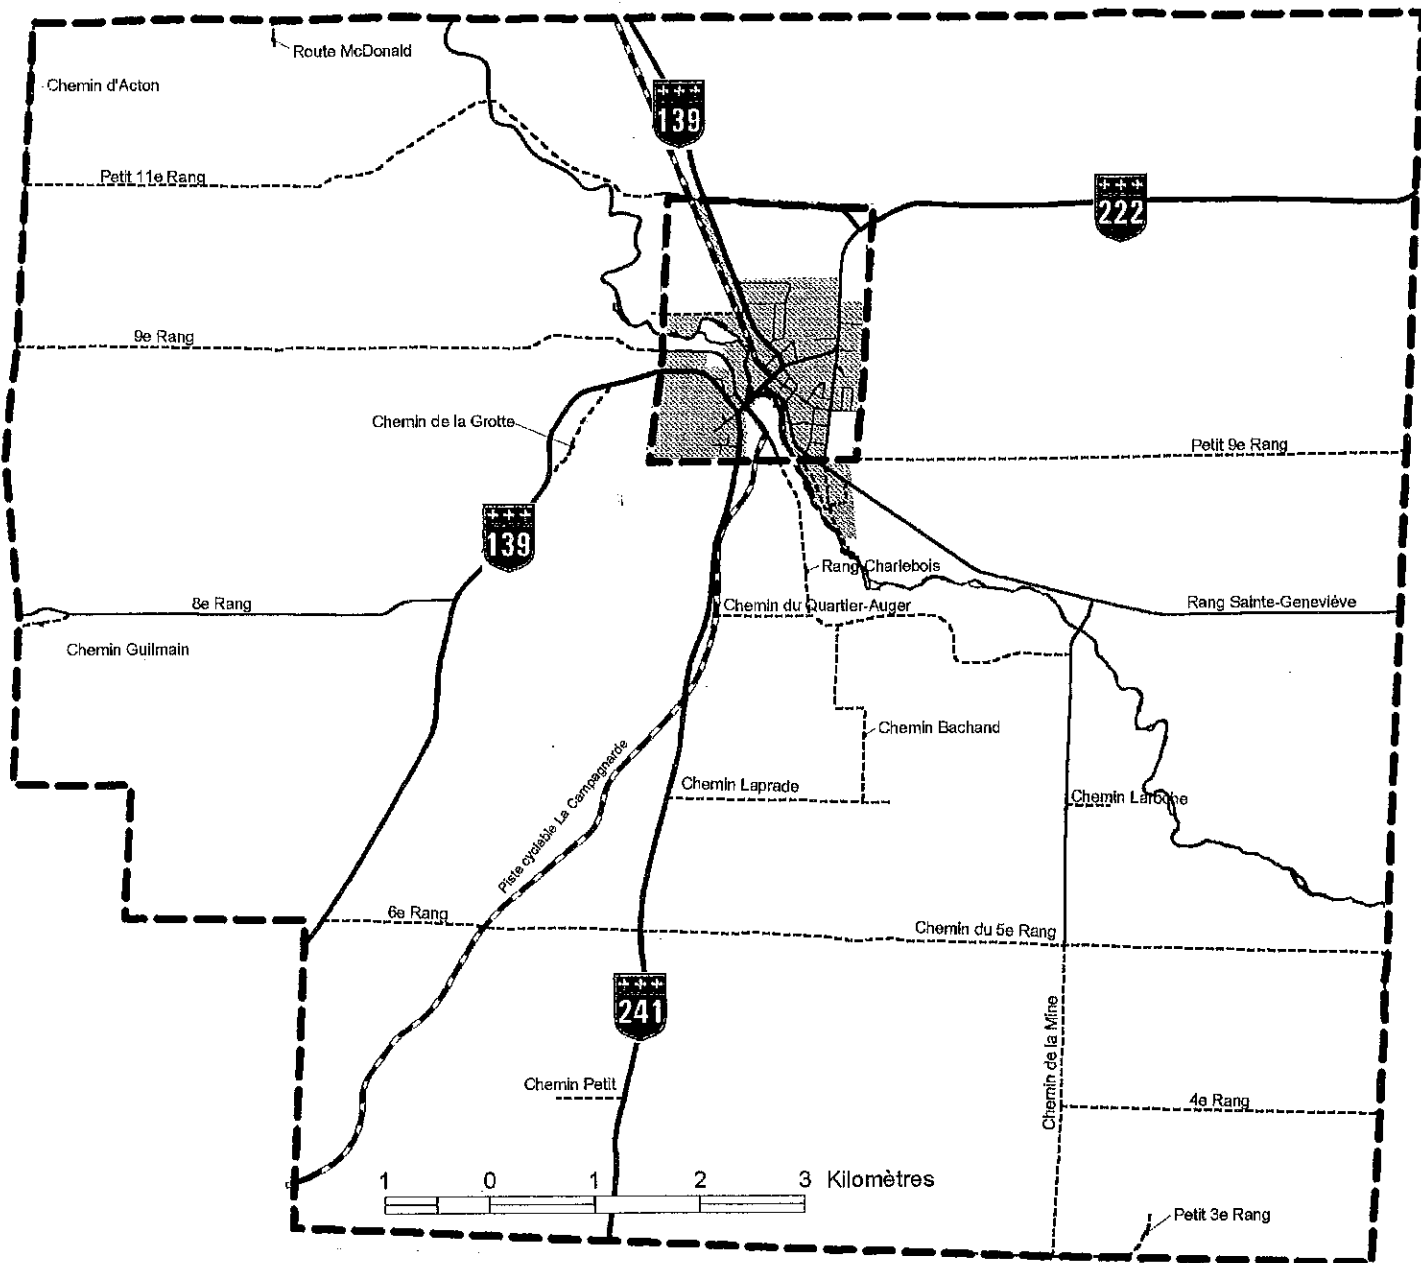 Route McDonald
Chemin d'Acton
139
Petit 11e Rang
222
9e Rang
Chemin de la Grotte
Petit 9e Rang
139
Rang Charlebois
8e Rang
Chemin du Quartier-Auger
Rang Sainte-Geneviève
Chemin Guilmain
Chemin Bachand
Piste cyclable La Campagnarde
Chemin Laprade
Chemin Laroche
6e Rang
Chemin du 5e Rang
241
Chemin de la Mine
Chemin Petit
4e Rang
1 0 1 2 3 Kilomètres
Petit 3e Rang